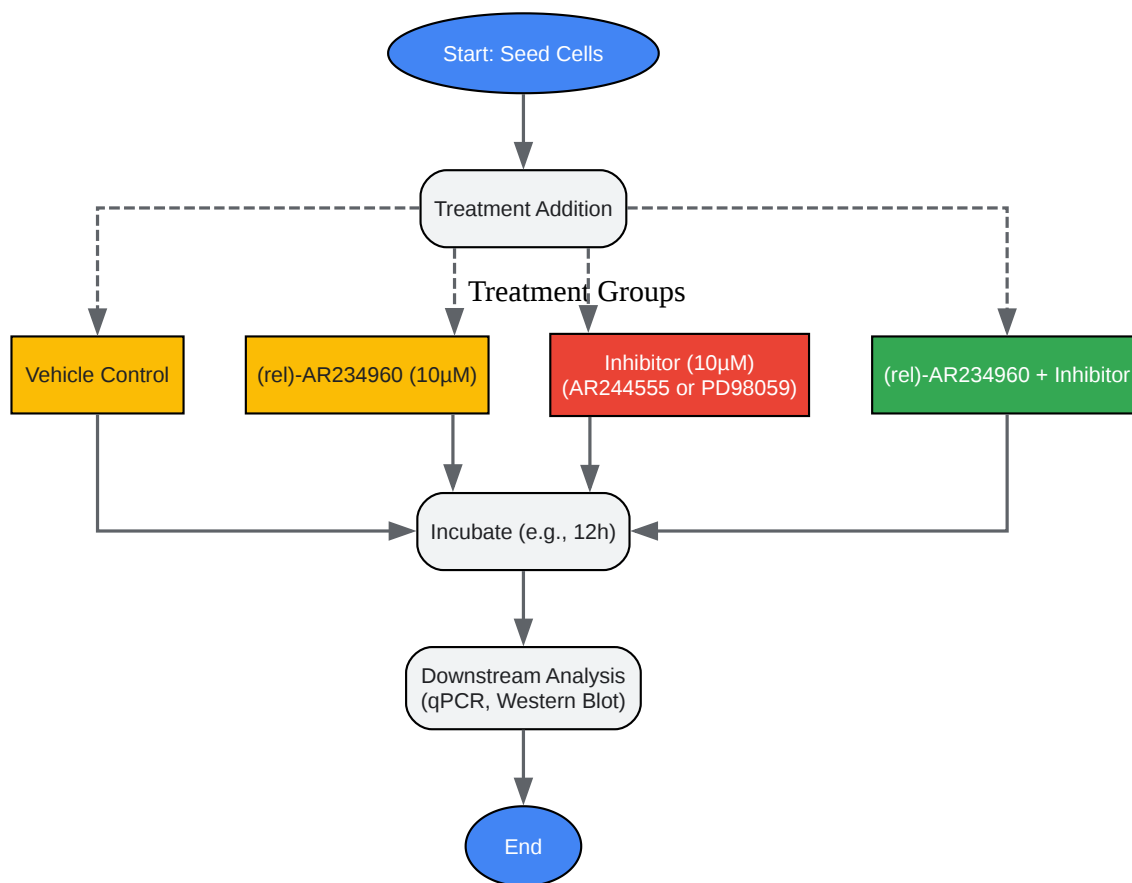 Start: Seed Cells
Treatment Addition
Treatment Groups
Vehicle Control
(rel)-AR234960 (10µM)
Inhibitor (10µM)
(AR244555 or PD98059)
(rel)-AR234960 + Inhibitor
Incubate (e.g., 12h)
Downstream Analysis
(qPCR, Western Blot)
End